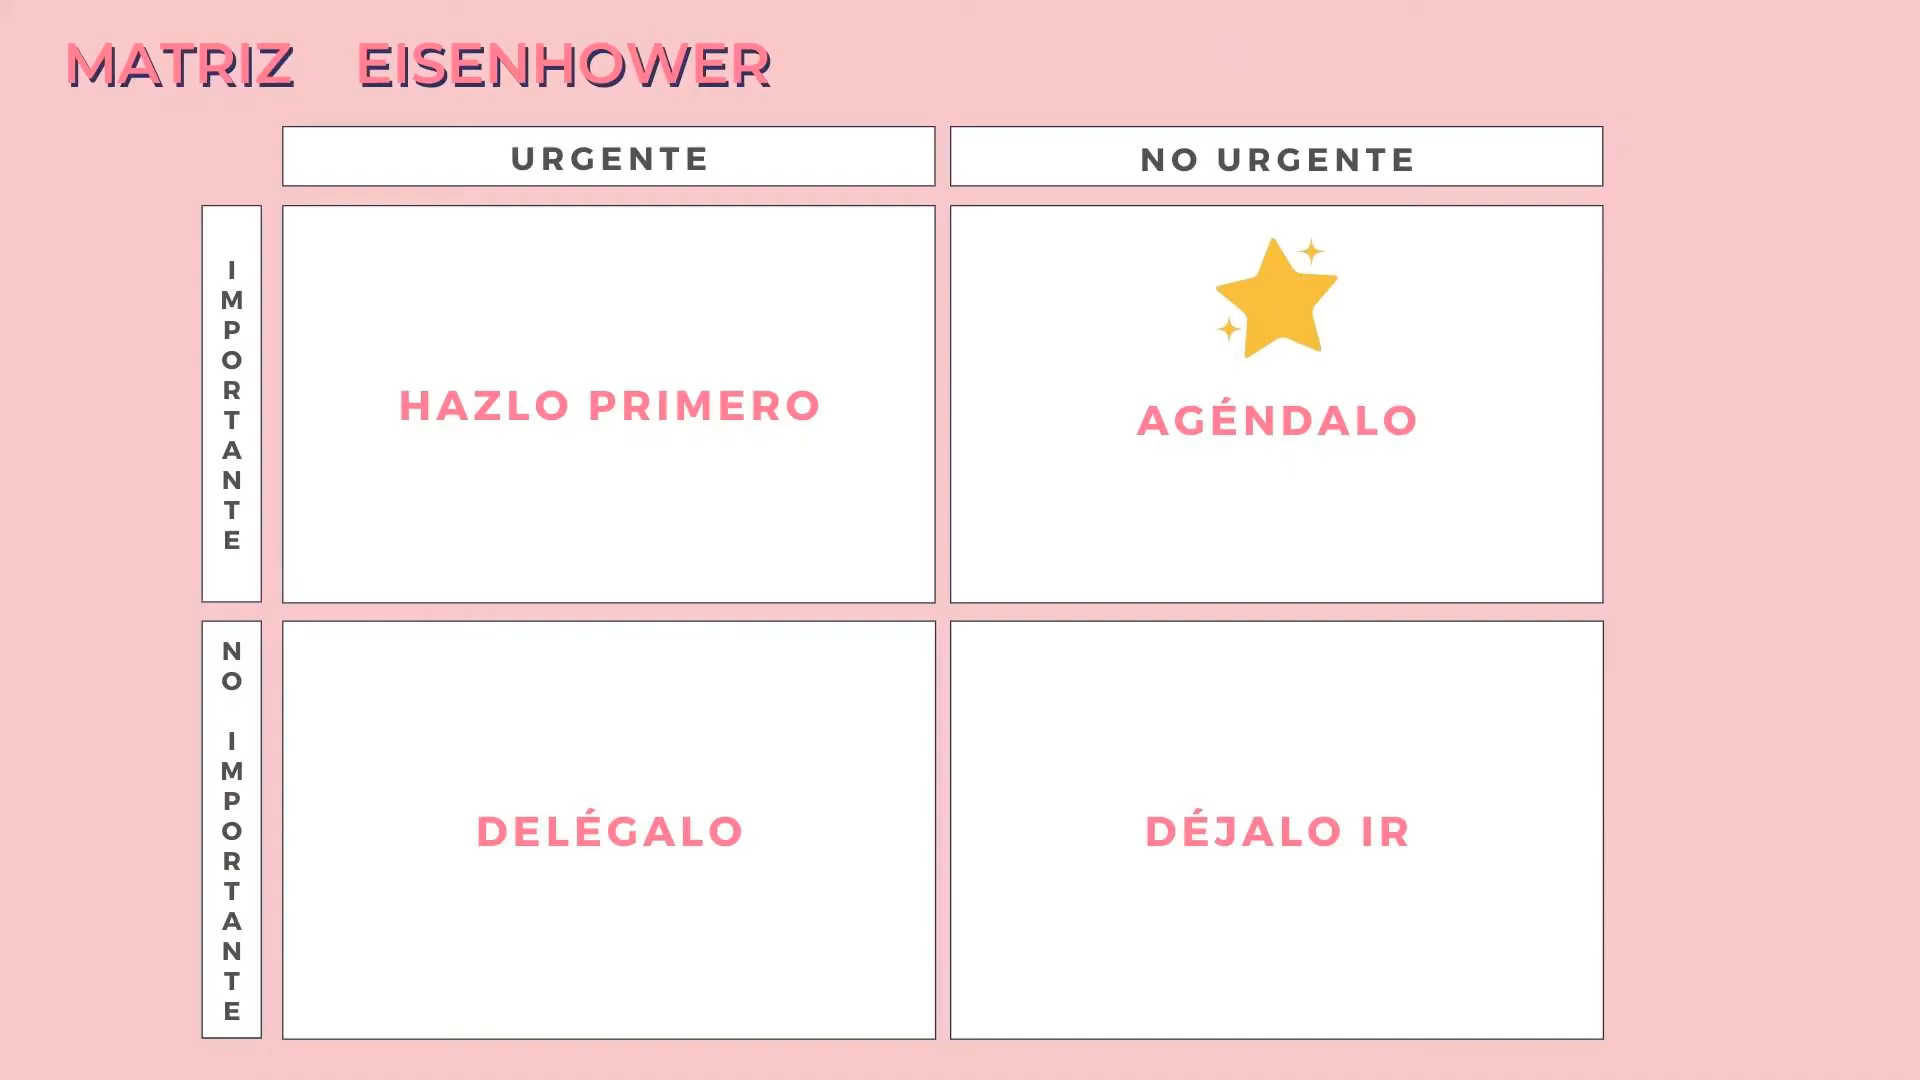 MATRIZ EISENHOWER
URGENTE
NO URGENTE
IMPORTANTE
HAZLO PRIMERO
AGÉNDALO
NO IMPORTANTE
DELÉGALO
DÉJALO IR